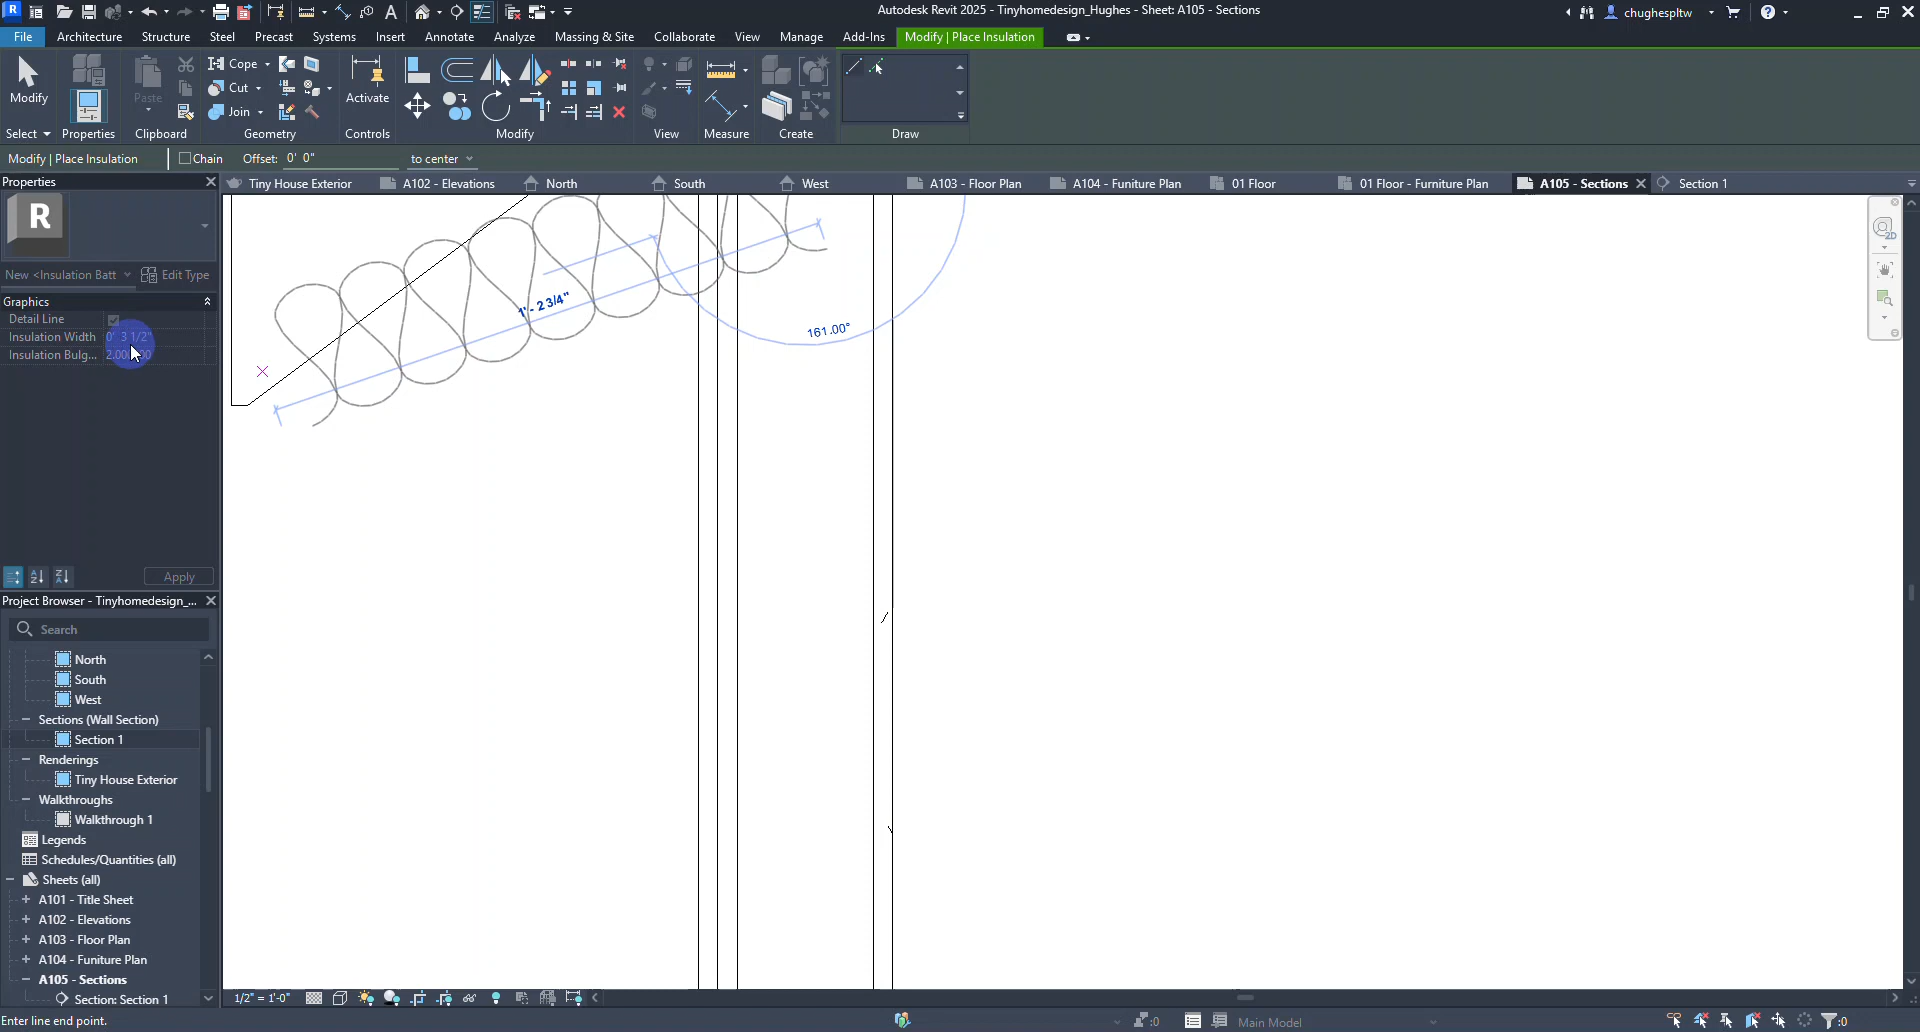 Autodesk Revit 2025 - Tinyhomedesign_Hughes - Sheet: A105 - Sections
chughespltw
File Architecture Structure Steel Precast Systems Insert Annotate Analyze Massing & Site Collaborate View Manage Add-Ins Modify | Place Insulation
Modify
Paste
Cope
Cut
Join
Activate
Select Properties Clipboard Geometry Controls Modify View Measure Create Draw
Modify | Place Insulation Chain Offset: 0' 0" to center
Properties
Tiny House Exterior A102 - Elevations North South West A103 - Floor Plan A104 - Funiture Plan 01 Floor 01 Floor - Furniture Plan A105 - Sections Section 1
R
New <Insulation Batt Edit Type
Graphics
Detail Line
Insulation Width 0' 3 1/2"
Insulation Bulg...
1' - 2 3/4"
161.00°
2D
Apply
Project Browser - Tinyhomedesign_...
Search
North
South
West
Sections (Wall Section)
Section 1
Renderings
Tiny House Exterior
Walkthroughs
Walkthrough 1
Legends
Schedules/Quantities (all)
Sheets (all)
A101 - Title Sheet
A102 - Elevations
A103 - Floor Plan
A104 - Funiture Plan
A105 - Sections
Section: Section 1
1/2" = 1'-0"
Enter line end point.
:0
Main Model
:0